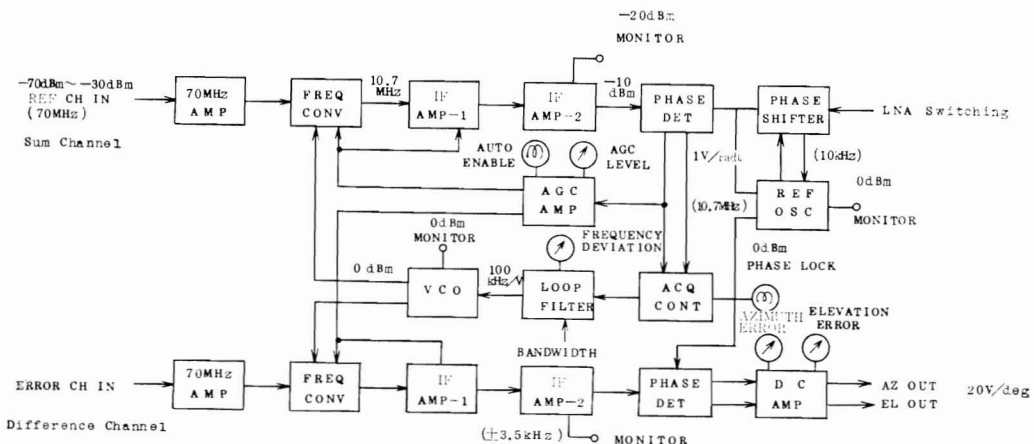 −20dBm
MONITOR
−70dBm～−30dBm
REF CH IN
(70MHz)
Sum Channel
70MHz
AMP
FREQ
CONV
10.7
MHz
IF
AMP-1
IF
AMP-2
−10
dBm
PHASE
DET
PHASE
SHIFTER
LNA Switching
AUTO
ENABLE
AGC
LEVEL
AGC
AMP
1V/rad.
(10kHz)
(10.7MHz)
REF
OSC
0dBm
MONITOR
0dBm
MONITOR
FREQUENCY
DEVIATION
0dBm
PHASE LOCK
0dBm
VCO
100
kHz/V
LOOP
FILTER
ACQ
CONT
AZIMUTH
ERROR
ELEVATION
ERROR
BANDWIDTH
ERROR CH IN
Difference Channel
70MHz
AMP
FREQ
CONV
IF
AMP-1
IF
AMP-2
PHASE
DET
DC
AMP
AZ OUT
EL OUT
20V/deg
(±3.5kHz)
MONITOR